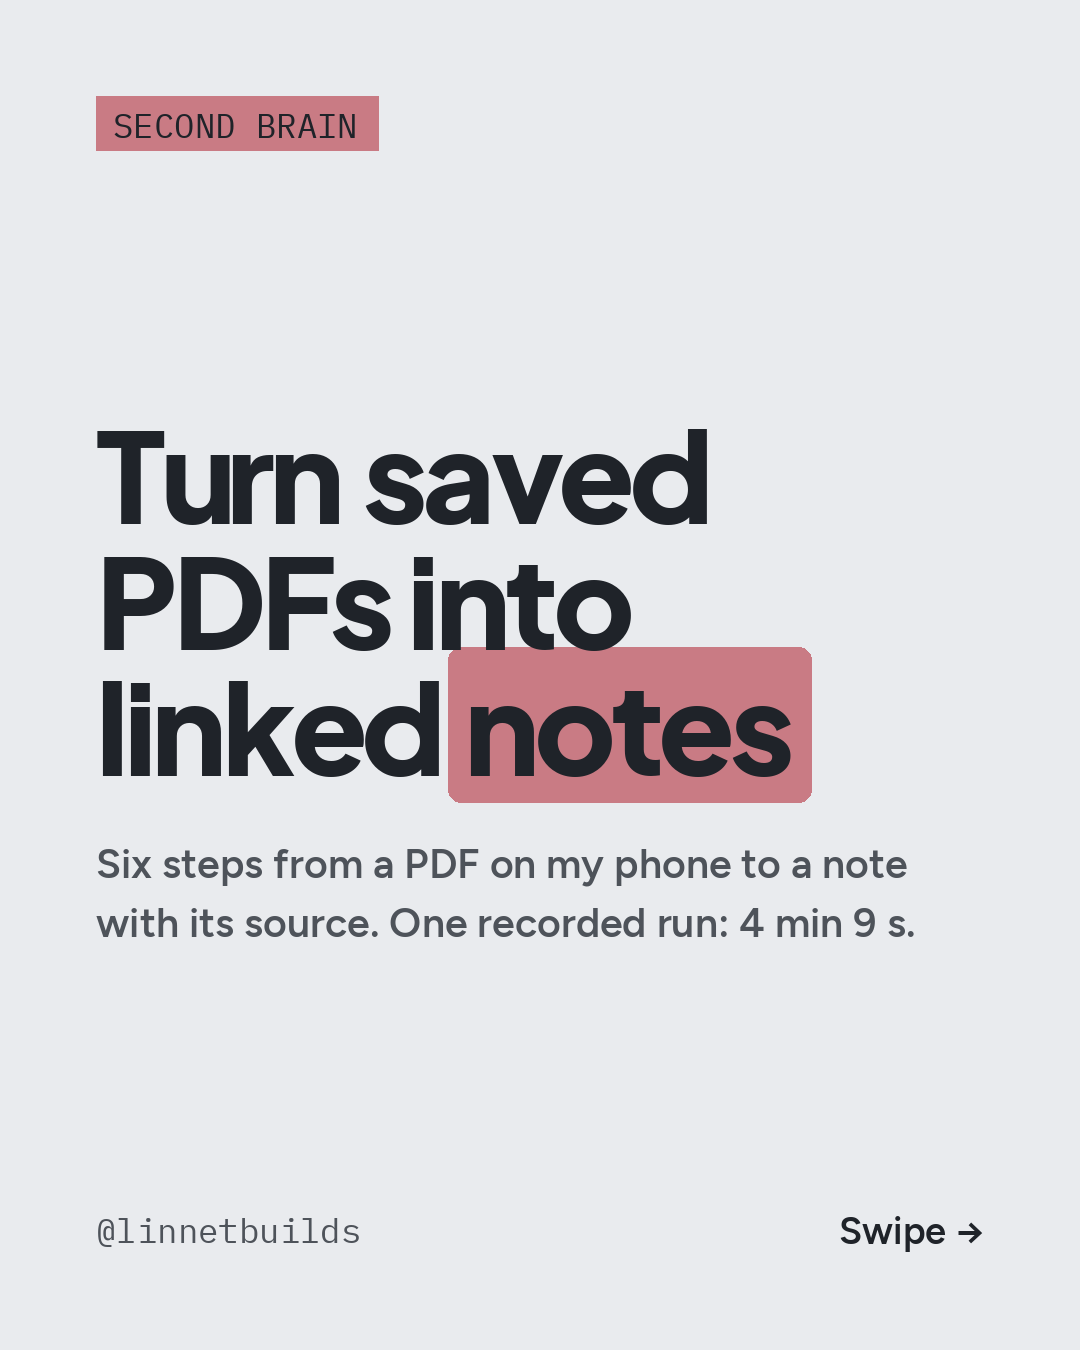 SECOND BRAIN
Turn saved
PDFs into
linked notes
Six steps from a PDF on my phone to a note
with its source. One recorded run: 4 min 9 s.
@linnetbuilds
Swipe →